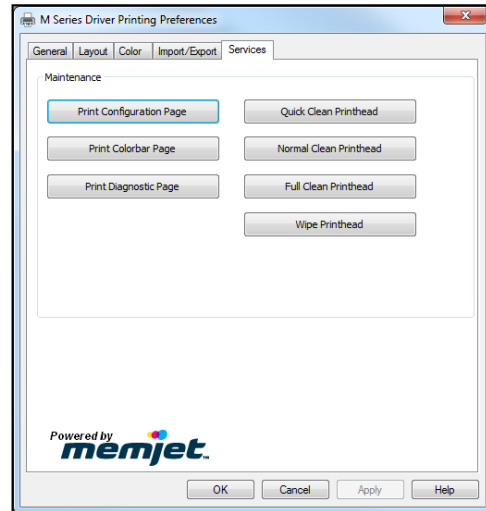 M Series Driver Printing Preferences
General Layout Color Import/Export Services
Maintenance
Print Configuration Page Quick Clean Printhead
Print Colorbar Page Normal Clean Printhead
Print Diagnostic Page Full Clean Printhead
Wipe Printhead
Powered by
memjet™
OK Cancel Apply Help